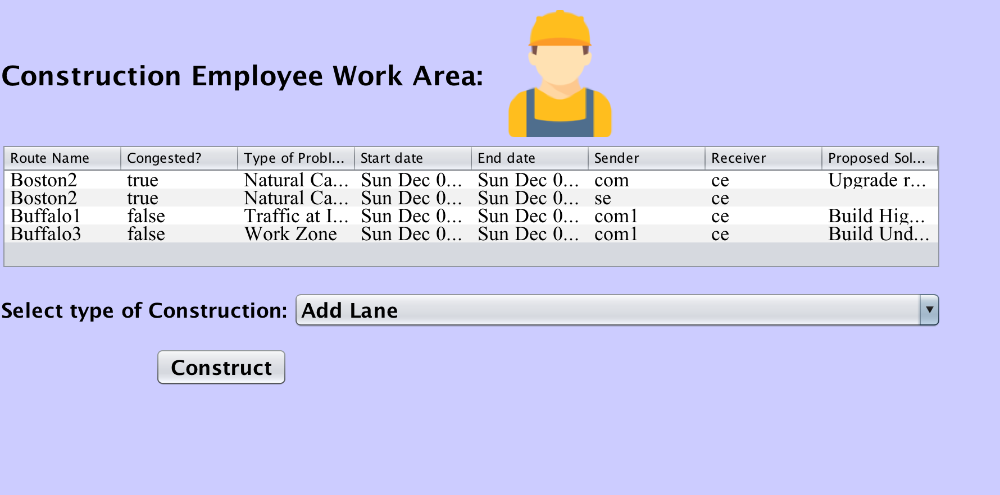 Construction Employee Work Area:
Route Name Congested? Type of Probl... Start date End date Sender Receiver Proposed Sol...
Boston2 true Natural Ca... Sun Dec 0... Sun Dec 0... com ce Upgrade r...
Boston2 true Natural Ca... Sun Dec 0... Sun Dec 0... se ce
Buffalo1 false Traffic at I... Sun Dec 0... Sun Dec 0... com1 ce Build Hig...
Buffalo3 false Work Zone Sun Dec 0... Sun Dec 0... com1 ce Build Und...
Select type of Construction: Add Lane
Construct